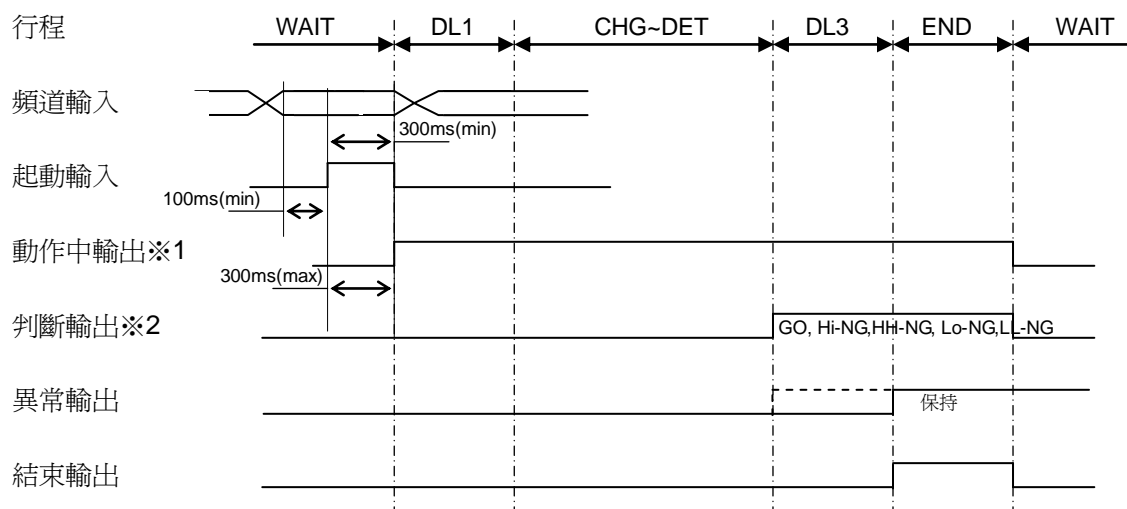 行程 WAIT DL1 CHG~DET DL3 END WAIT
頻道輸入
300ms(min)
起動輸入
100ms(min)
動作中輸出※1
300ms(max)
判斷輸出※2
GO, Hi-NG,HH-NG, Lo-NG,LL-NG
異常輸出
保持
結束輸出